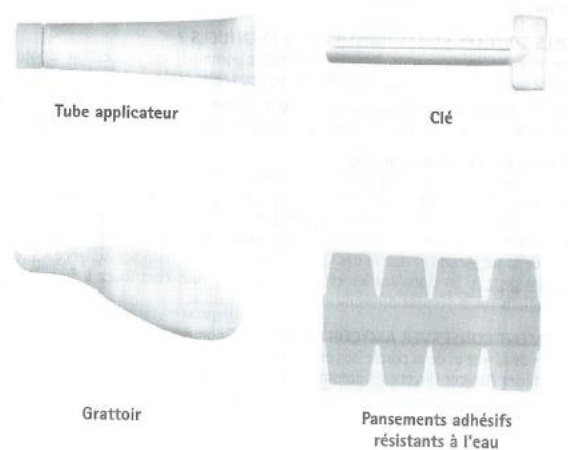 Tube applicateur
Clé
Grattoir
Pansements adhésifs
résistants à l'eau